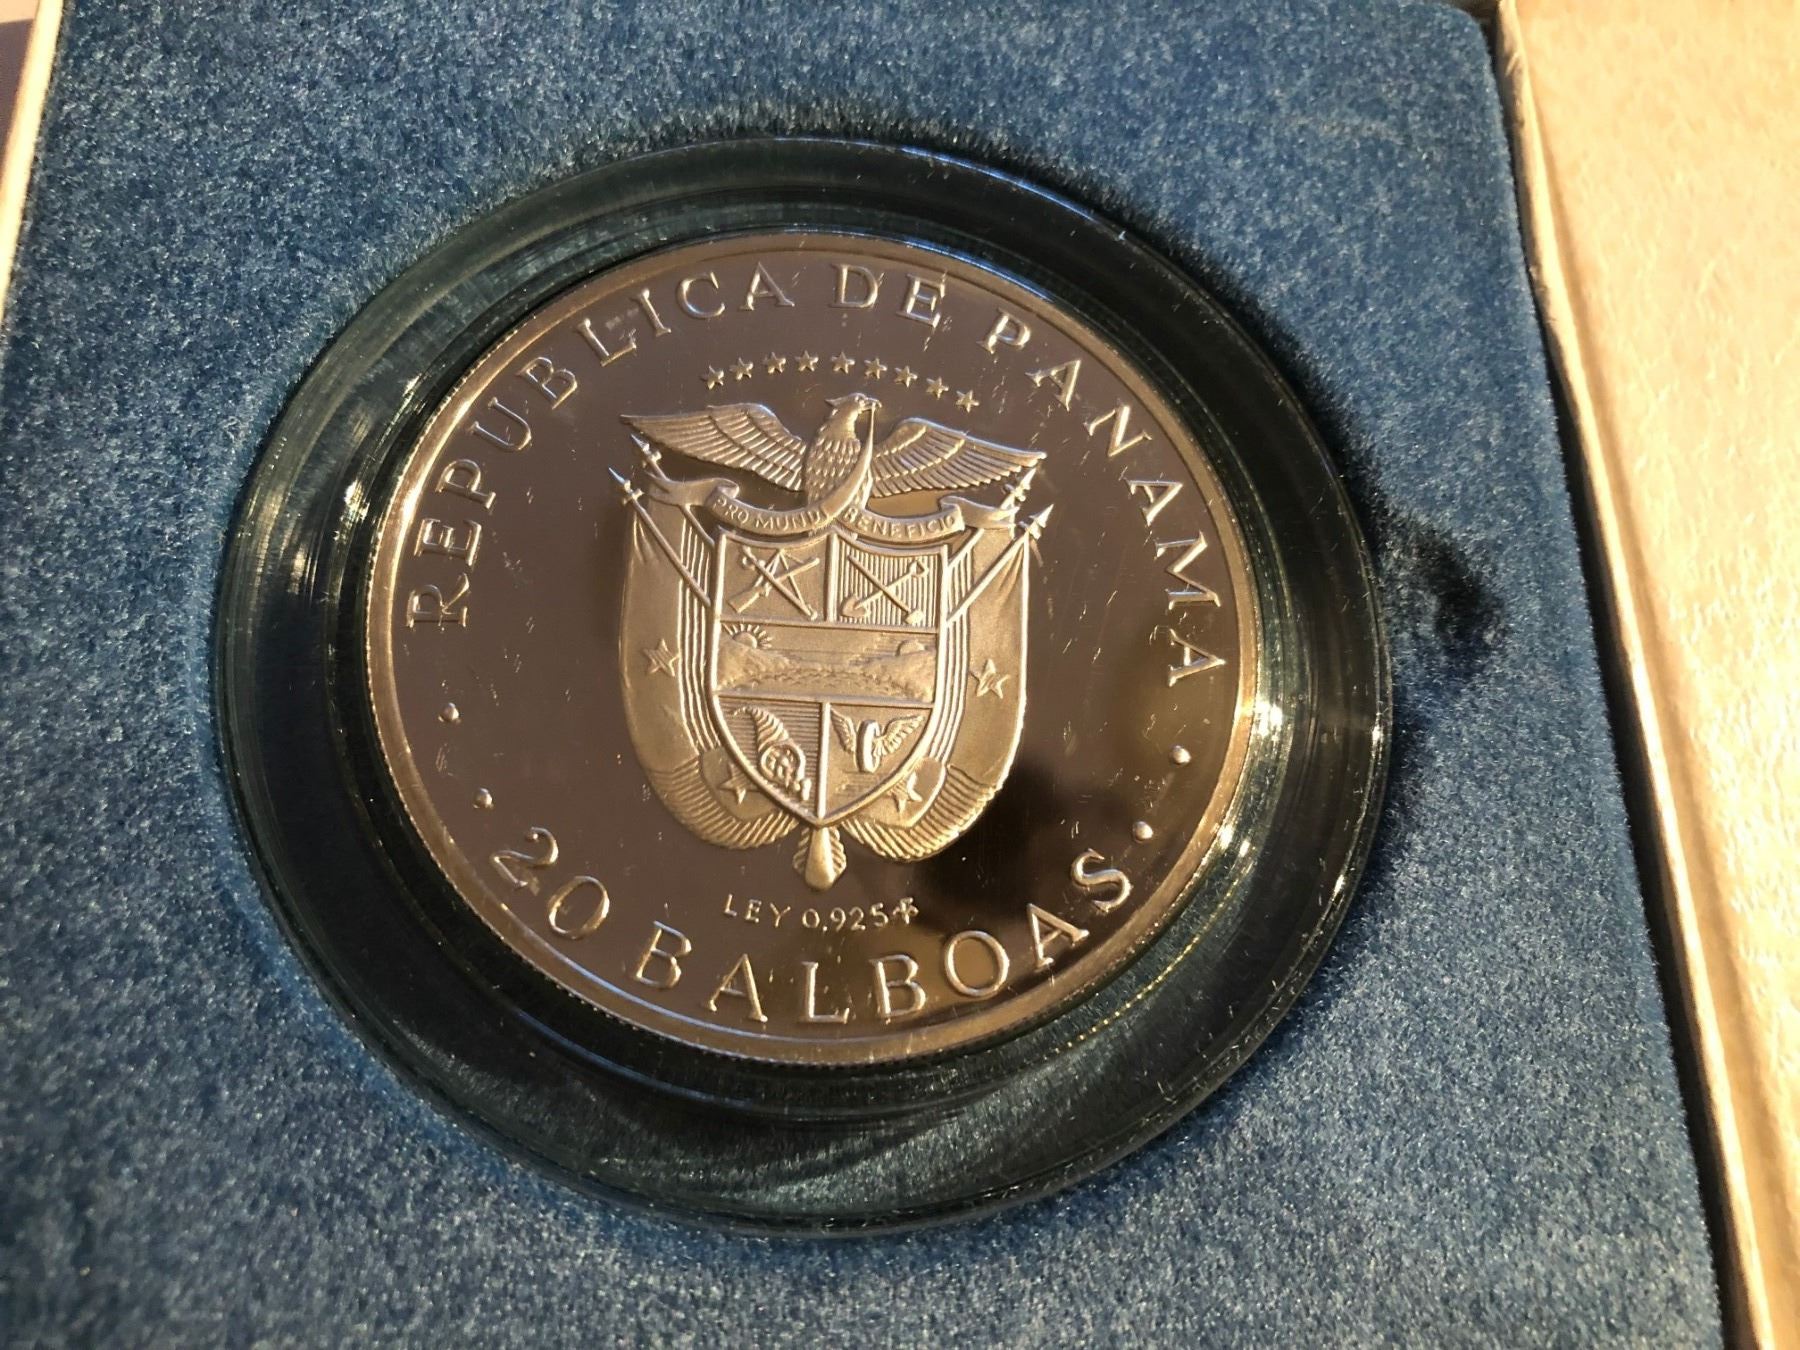 REPUBLICA DE PANAMA
PRO MUNDI BENEFICIO
LEY 0,925
20 BALBOAS